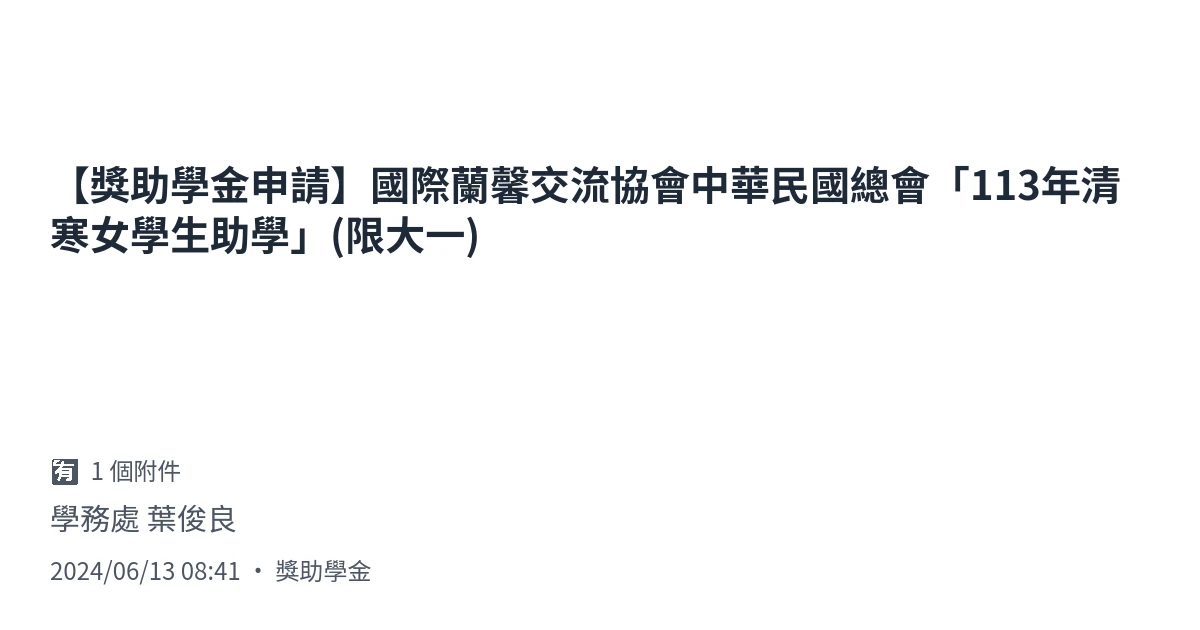 【獎助學金申請】國際蘭馨交流協會中華民國總會「113年清
寒女學生助學」(限大一)
有 1 個附件
學務處 葉俊良
2024/06/13 08:41 • 獎助學金